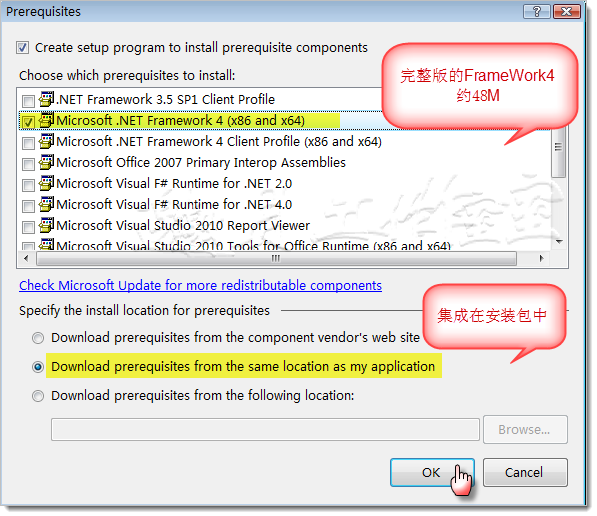 Prerequisites
Create setup program to install prerequisite components
Choose which prerequisites to install:
.NET Framework 3.5 SP1 Client Profile
Microsoft .NET Framework 4 (x86 and x64)
Microsoft .NET Framework 4 Client Profile (x86 and x64)
Microsoft Office 2007 Primary Interop Assemblies
Microsoft Visual F# Runtime for .NET 2.0
Microsoft Visual F# Runtime for .NET 4.0
Microsoft Visual Studio 2010 Report Viewer
Microsoft Visual Studio 2010 Tools for Office Runtime (x86 and x64)
完整版的FrameWork4
约48M
Check Microsoft Update for more redistributable components
Specify the install location for prerequisites
集成在安装包中
Download prerequisites from the component vendor's web site
Download prerequisites from the same location as my application
Download prerequisites from the following location:
Browse...
OK
Cancel